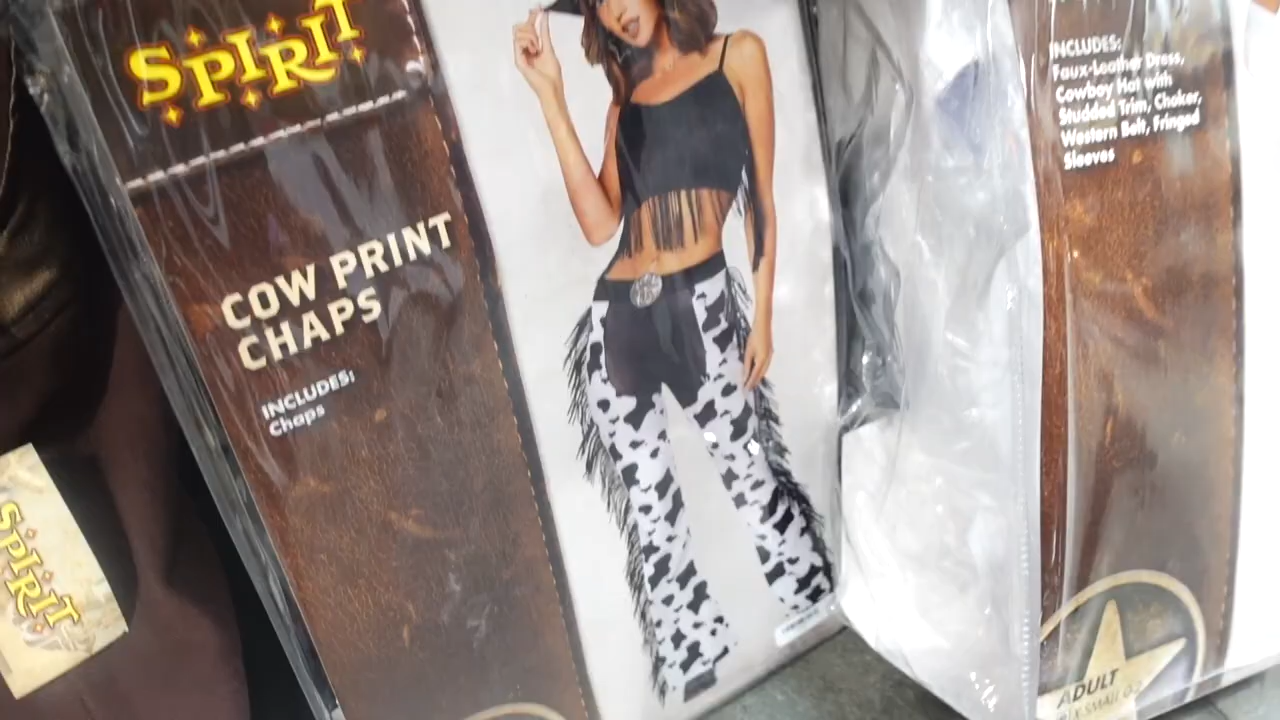 SPIRIT
COW PRINT
CHAPS
INCLUDES:
Chaps
SPIRIT
INCLUDES:
Faux-Leather Dress,
Cowboy Hat with
Studded Trim, Choker,
Western Belt, Fringed
Sleeves
ADULT
X-SMALL